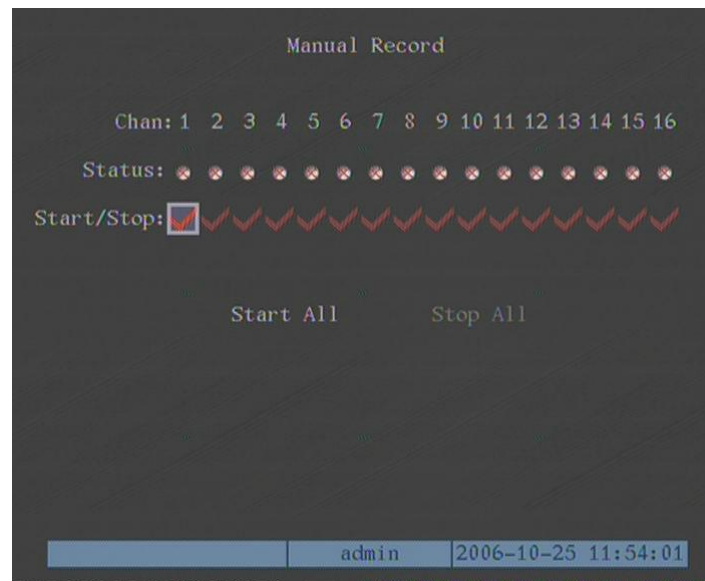 Manual Record
Chan: 1 2 3 4 5 6 7 8 9 10 11 12 13 14 15 16
Status:
Start/Stop:
Start All Stop All
admin 2006-10-25 11:54:01